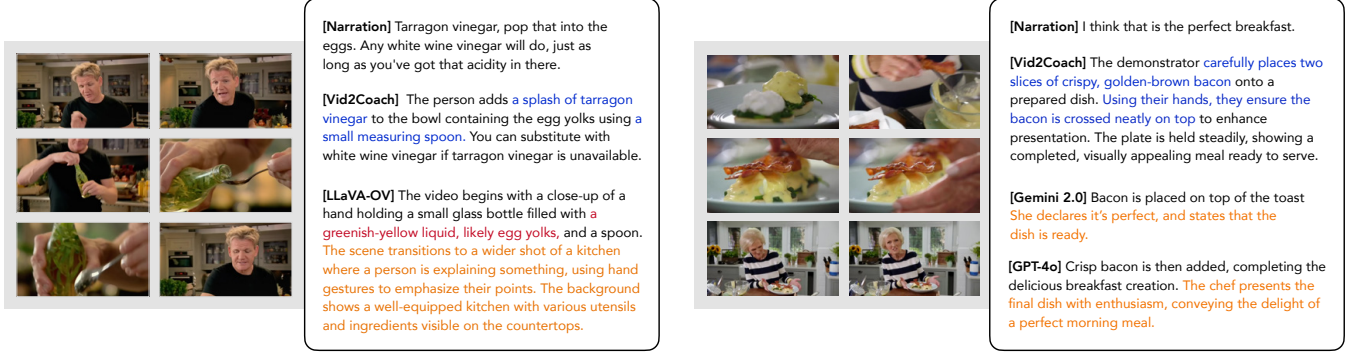 [Narration] Tarragon vinegar, pop that into the
eggs. Any white wine vinegar will do, just as
long as you've got that acidity in there.
[Vid2Coach] The person adds a splash of tarragon
vinegar to the bowl containing the egg yolks using a
small measuring spoon. You can substitute with
white wine vinegar if tarragon vinegar is unavailable.
[LLaVA-OV] The video begins with a close-up of a
hand holding a small glass bottle filled with a
greenish-yellow liquid, likely egg yolks, and a spoon.
The scene transitions to a wider shot of a kitchen
where a person is explaining something, using hand
gestures to emphasize their points. The background
shows a well-equipped kitchen with various utensils
and ingredients visible on the countertops.
[Narration] I think that is the perfect breakfast.
[Vid2Coach] The demonstrator carefully places two
slices of crispy, golden-brown bacon onto a
prepared dish. Using their hands, they ensure the
bacon is crossed neatly on top to enhance
presentation. The plate is held steadily, showing a
completed, visually appealing meal ready to serve.
[Gemini 2.0] Bacon is placed on top of the toast
She declares it's perfect, and states that the
dish is ready.
[GPT-4o] Crisp bacon is then added, completing the
delicious breakfast creation. The chef presents the
final dish with enthusiasm, conveying the delight of
a perfect morning meal.